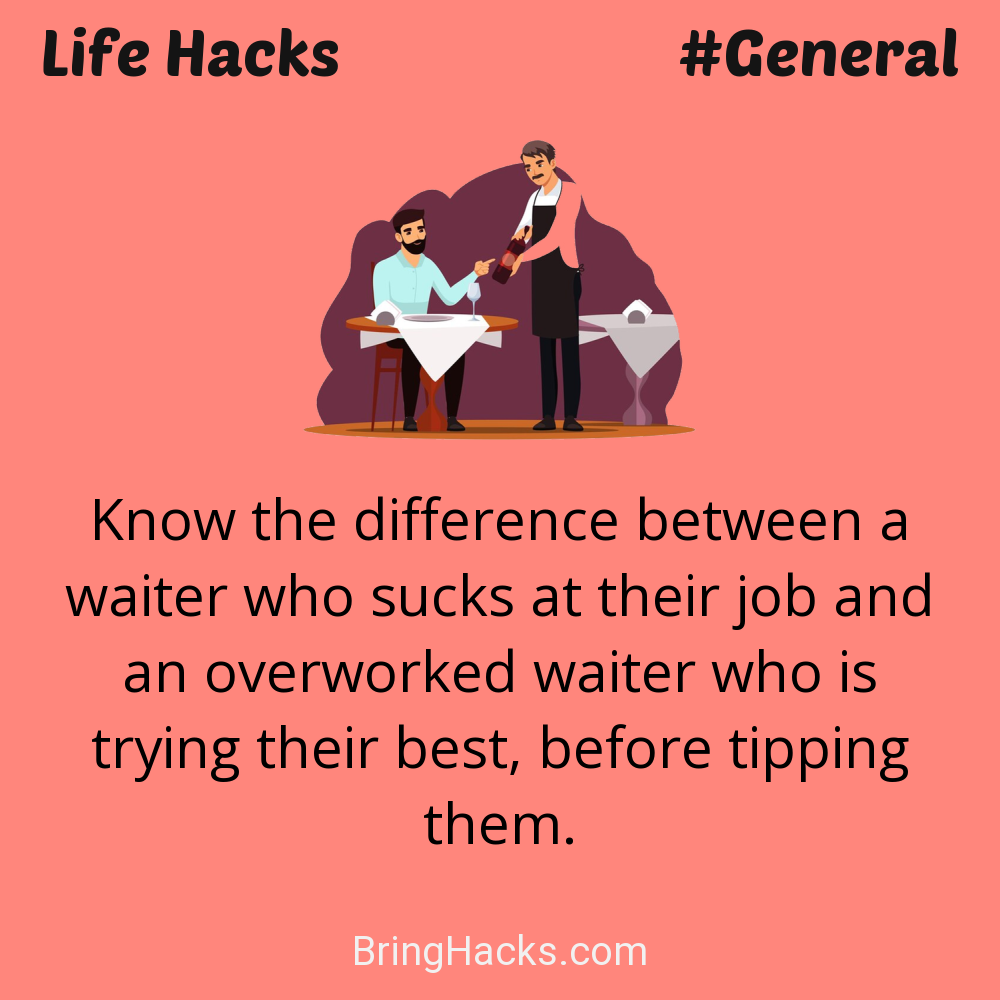 Life Hacks
#General
Know the difference between a
waiter who sucks at their job and
an overworked waiter who is
trying their best, before tipping
them.
BringHacks.com